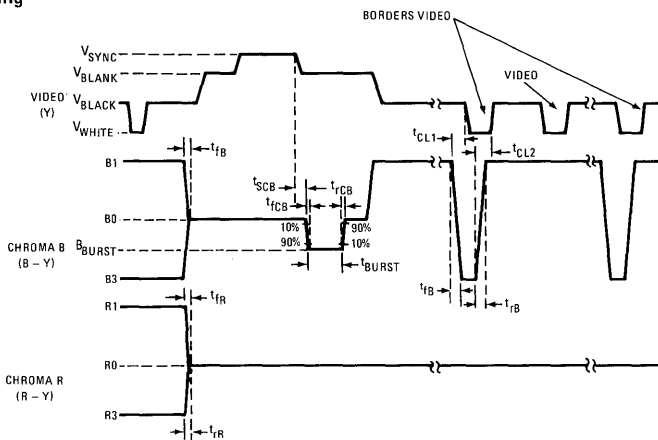 ing
BORDERS VIDEO
VSYNC
VBLANK
VIDEO
VIDEO
(Y)
VBLACK
VWHITE
tCL1
tCL2
tfB
B1
tSCB
trCB
tfCB
B0
10%
90%
90%
10%
CHROMA B
(B – Y)
BBURST
tBURST
B3
tfB
trB
tfR
R1
R0
CHROMA R
(R – Y)
R3
trR